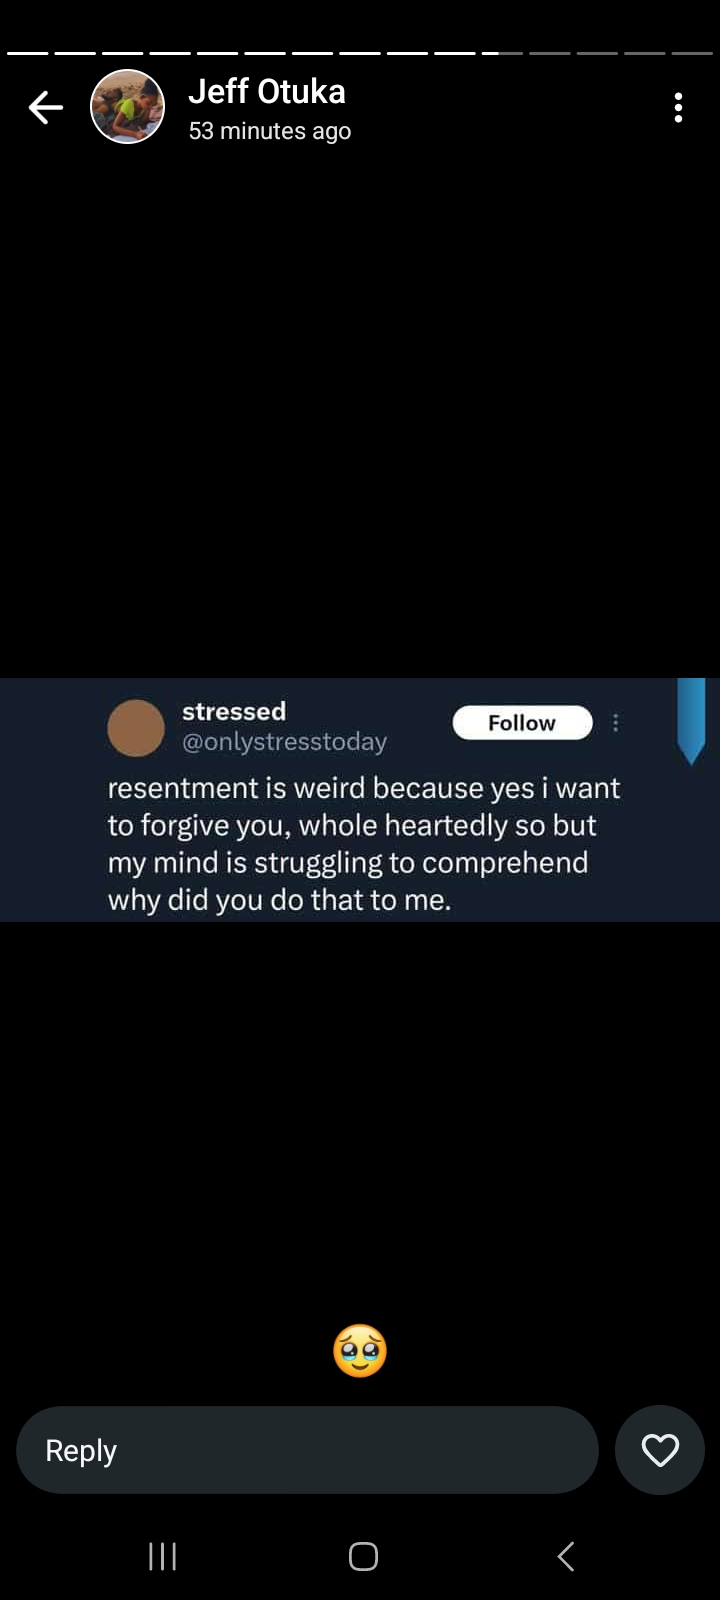 Jeff Otuka
53 minutes ago
stressed
@onlystresstoday
Follow
resentment is weird because yes i want
to forgive you, whole heartedly so but
my mind is struggling to comprehend
why did you do that to me.
🥹
Reply